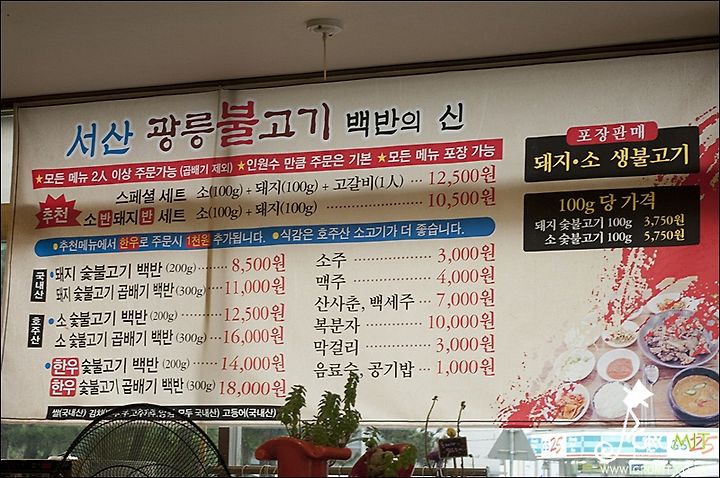 서산 광릉불고기 백반의 신
★모든 메뉴 2人 이상 주문가능 (곱배기 제외) ★인원수 만큼 주문은 기본 ★모든 메뉴 포장 가능
추천
스페셜 세트 소(100g) + 돼지(100g) + 고갈비(1人) ··· 12,500원
소반돼지반 세트 소(100g) + 돼지(100g) ··· 10,500원
•추천메뉴에서 한우로 주문시 1천원 추가됩니다. •식감은 호주산 소고기가 더 좋습니다.
국내산
•돼지 숯불고기 백반 (200g) ··· 8,500원
돼지 숯불고기 곱배기 백반 (300g) ··· 11,000원
호주산
•소 숯불고기 백반 (200g) ··· 12,500원
소 숯불고기 곱배기 백반 (300g) ··· 16,000원
•한우 숯불고기 백반 (200g) ··· 14,000원
한우 숯불고기 곱배기 백반 (300g) 18,000원
소주 ··· 3,000원
맥주 ··· 4,000원
산사춘, 백세주 ··· 7,000원
복분자 ··· 10,000원
막걸리 ··· 3,000원
음료수, 공기밥 ··· 1,000원
쌀(국내산) 모두 국내산) 고등어(국내산)
포장판매
돼지·소 생불고기
100g 당 가격
돼지 숯불고기 100g 3,750원
소 숯불고기 100g 5,750원
25